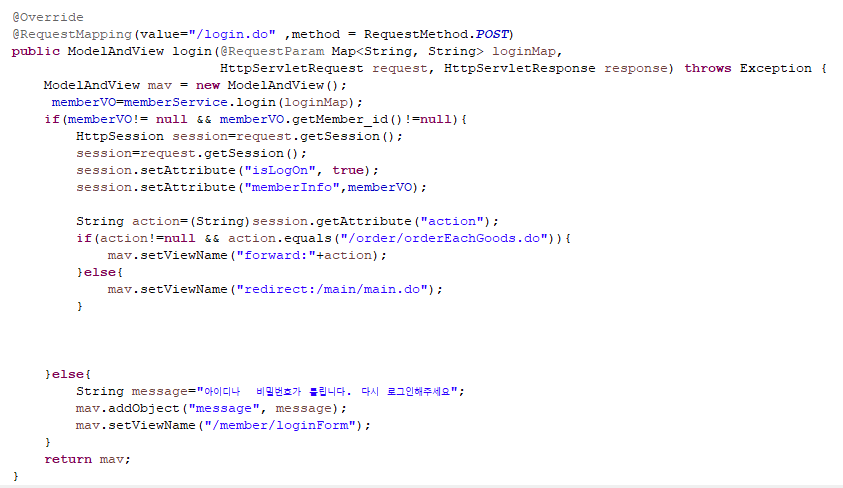 @Override
@RequestMapping(value="/login.do" ,method = RequestMethod.POST)
public ModelAndView login(@RequestParam Map<String, String> loginMap,
                          HttpServletRequest request, HttpServletResponse response) throws Exception {
    ModelAndView mav = new ModelAndView();
     memberVO=memberService.login(loginMap);
    if(memberVO!= null && memberVO.getMember_id()!=null){
        HttpSession session=request.getSession();
        session=request.getSession();
        session.setAttribute("isLogOn", true);
        session.setAttribute("memberInfo",memberVO);

        String action=(String)session.getAttribute("action");
        if(action!=null && action.equals("/order/orderEachGoods.do")){
            mav.setViewName("forward:"+action);
        }else{
            mav.setViewName("redirect:/main/main.do");
        }

    }else{
        String message="아이디나  비밀번호가 틀립니다. 다시 로그인해주세요";
        mav.addObject("message", message);
        mav.setViewName("/member/loginForm");
    }
    return mav;
}